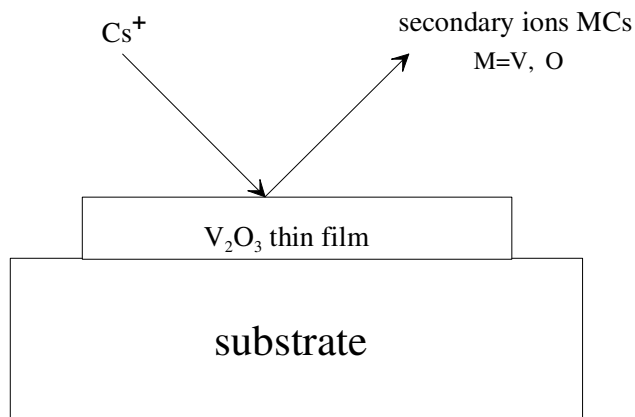 Cs⁺
secondary ions MCs
M=V, O
V₂O₃ thin film
substrate